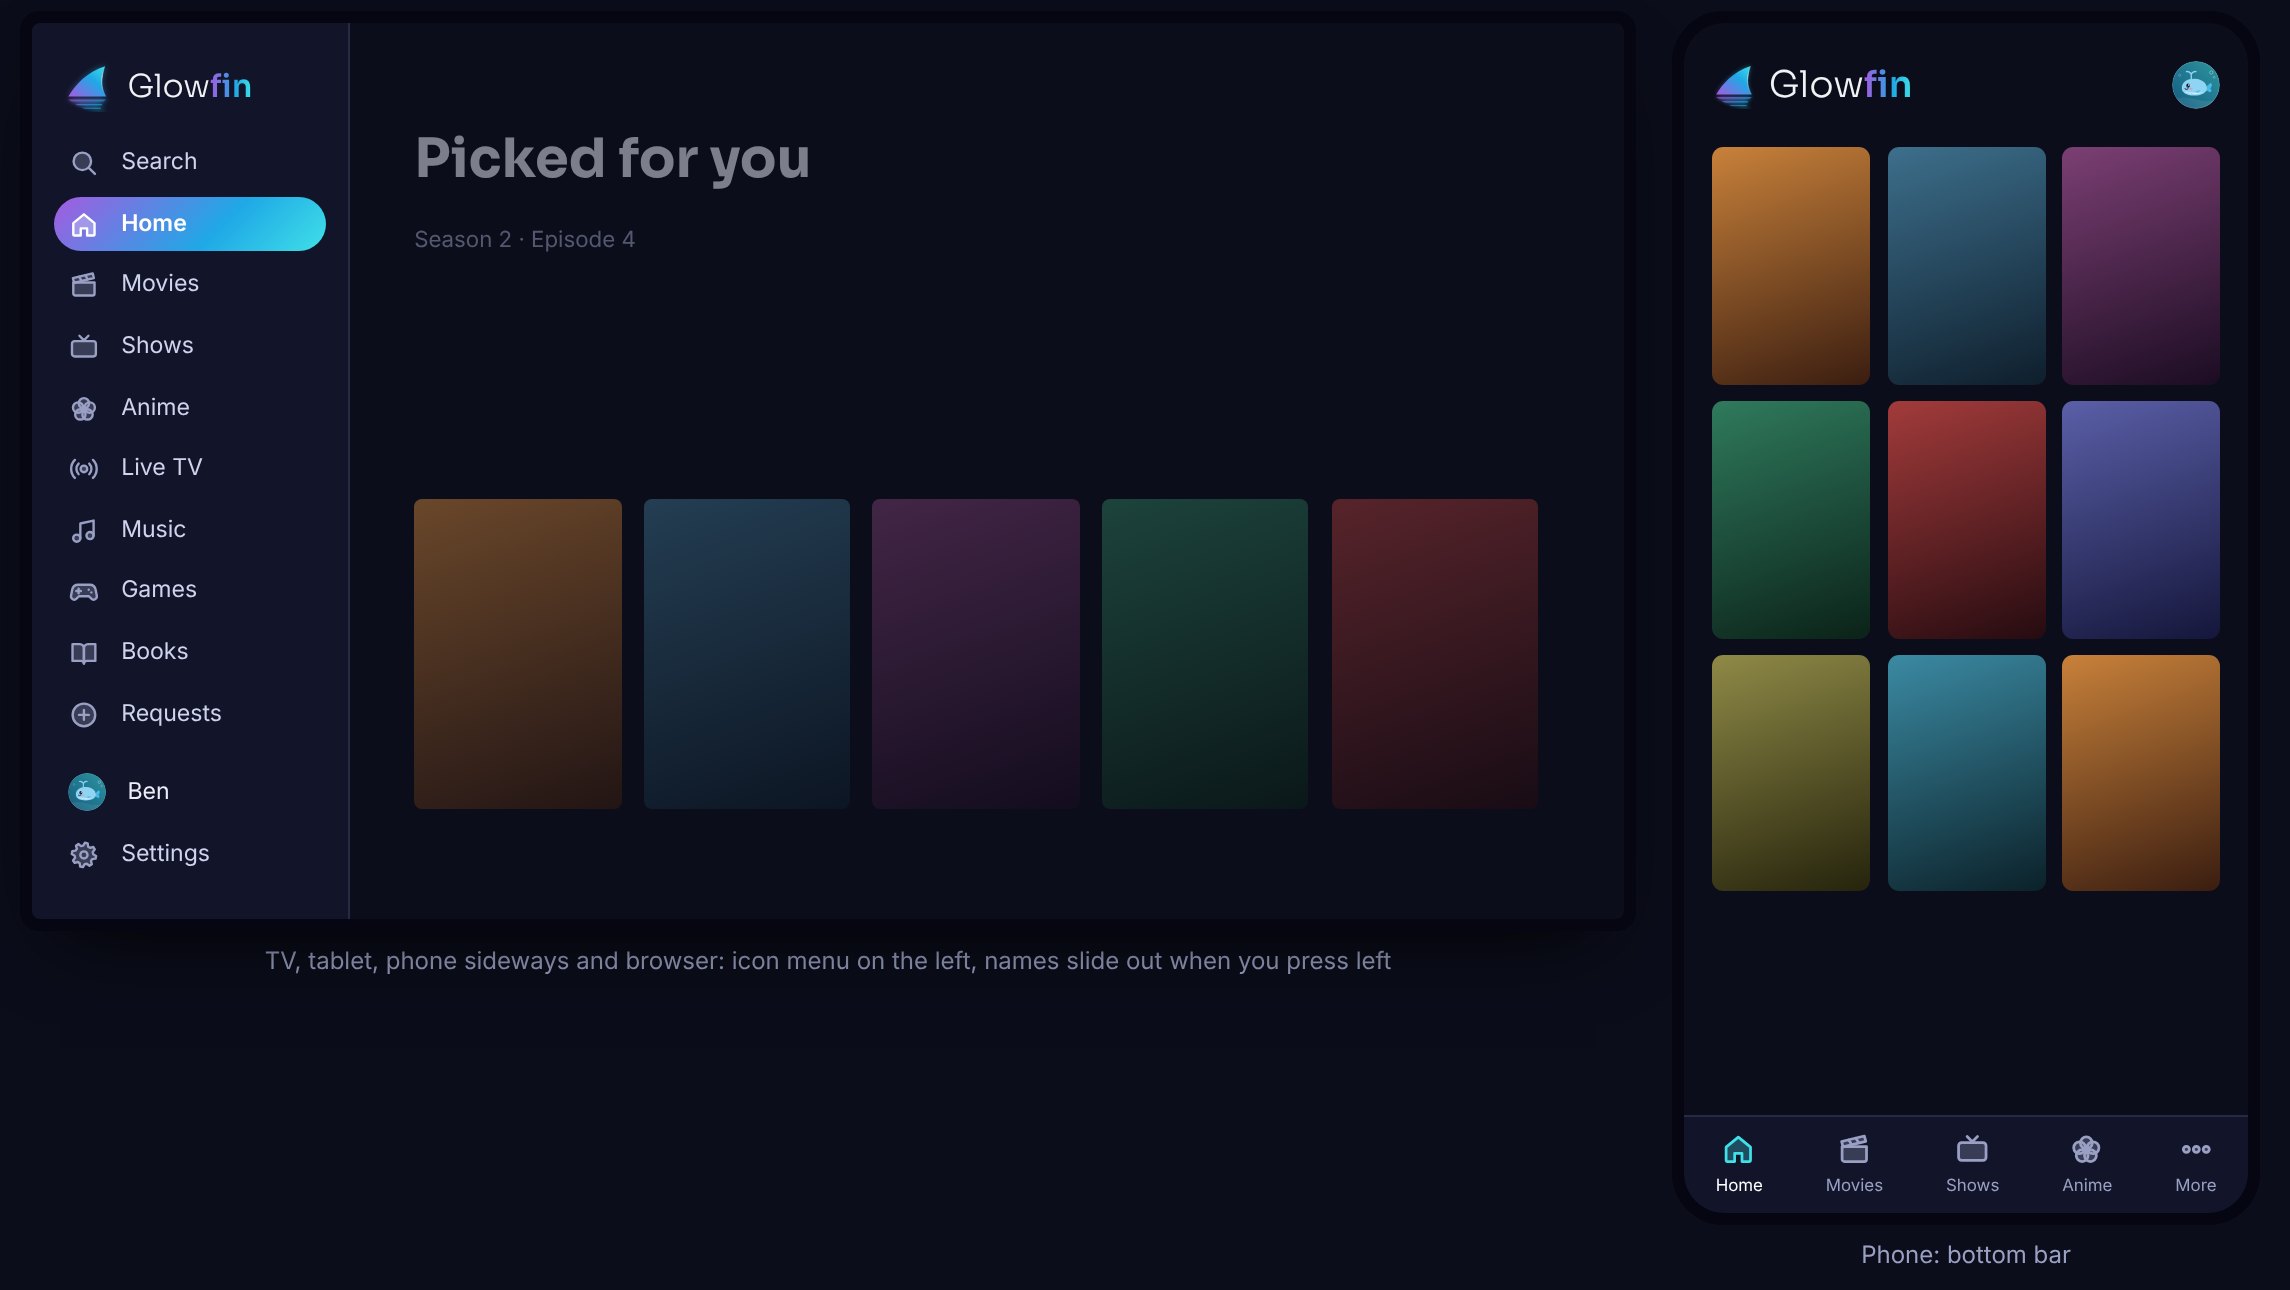 Glowfin
Search
Home
Movies
Shows
Anime
Live TV
Music
Games
Books
Requests
Ben
Settings
Picked for you
Season 2 · Episode 4
TV, tablet, phone sideways and browser: icon menu on the left, names slide out when you press left
Glowfin
Home
Movies
Shows
Anime
More
Phone: bottom bar